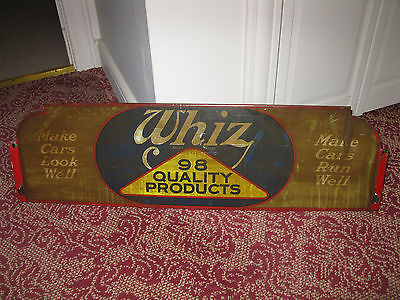 Make
Cars
Look
Well
Whiz
98
QUALITY
PRODUCTS
Make
Cars
Run
Well